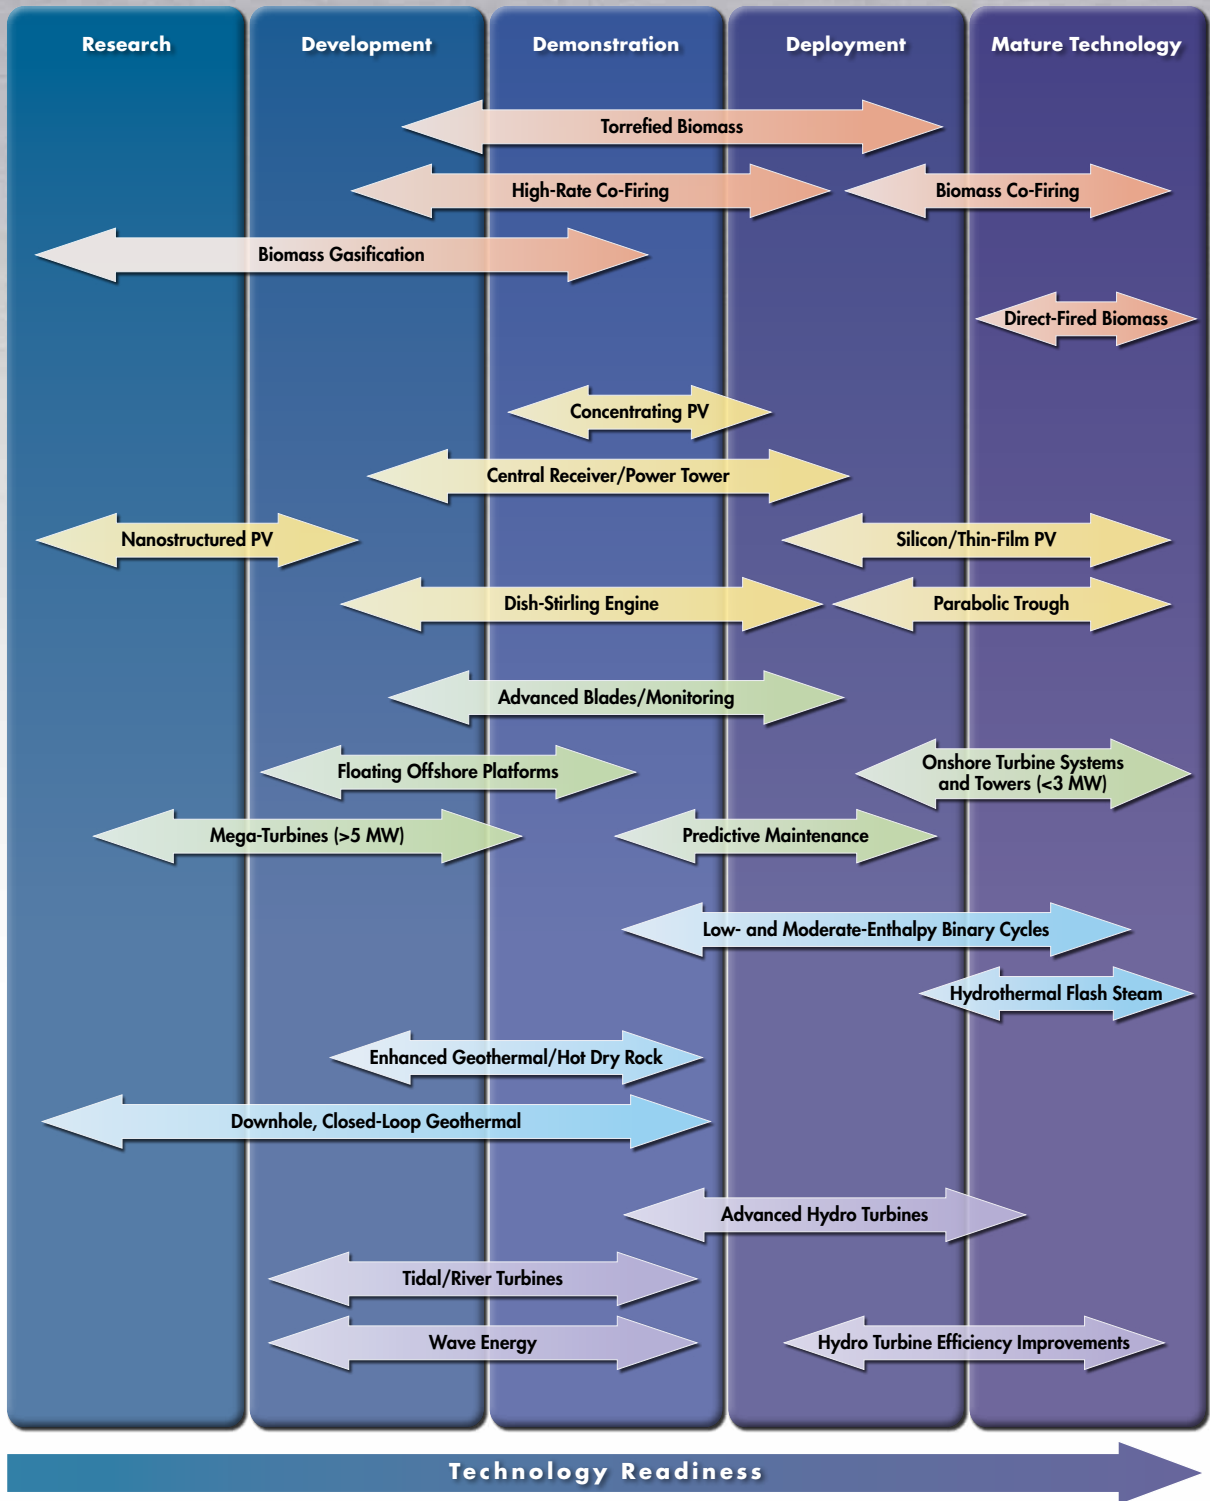 Research
Development
Demonstration
Deployment
Mature Technology
Torrefied Biomass
High-Rate Co-Firing
Biomass Co-Firing
Biomass Gasification
Direct-Fired Biomass
Concentrating PV
Central Receiver/Power Tower
Nanostructured PV
Silicon/Thin-Film PV
Dish-Stirling Engine
Parabolic Trough
Advanced Blades/Monitoring
Floating Offshore Platforms
Onshore Turbine Systems
and Towers (<3 MW)
Mega-Turbines (>5 MW)
Predictive Maintenance
Low- and Moderate-Enthalpy Binary Cycles
Hydrothermal Flash Steam
Enhanced Geothermal/Hot Dry Rock
Downhole, Closed-Loop Geothermal
Advanced Hydro Turbines
Tidal/River Turbines
Wave Energy
Hydro Turbine Efficiency Improvements
Technology Readiness